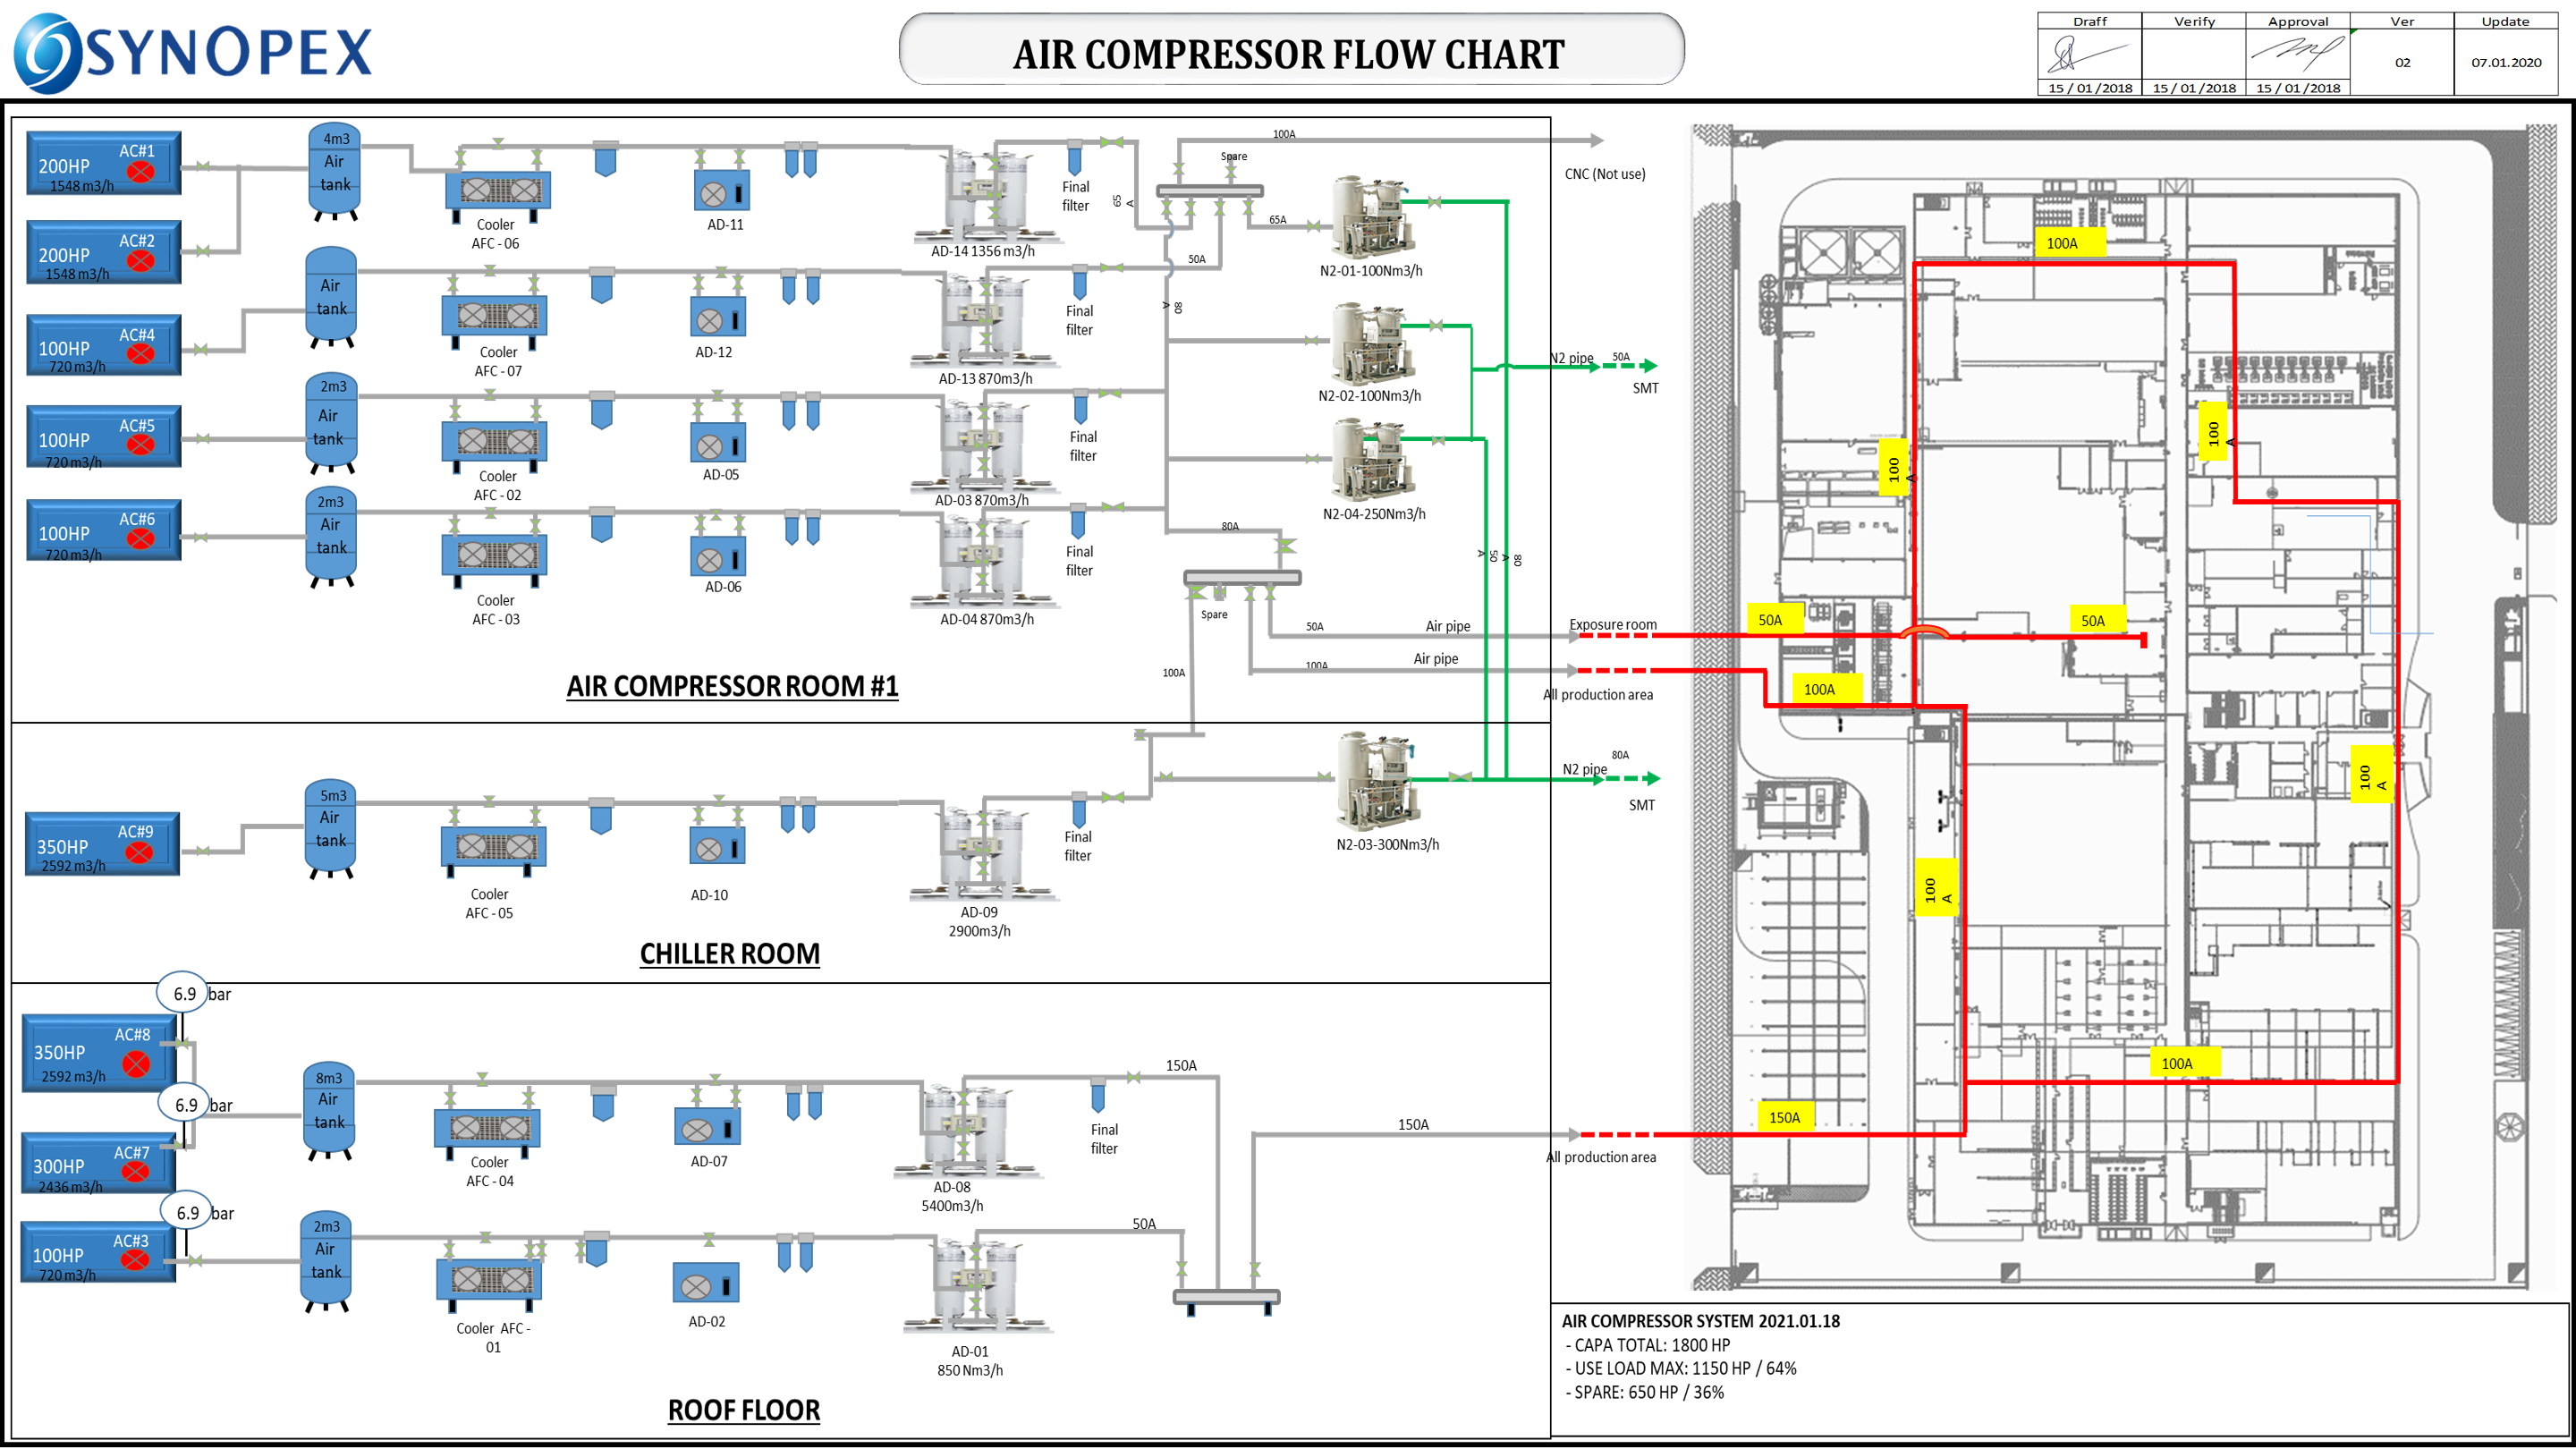 SYNOPEX
AIR COMPRESSOR FLOW CHART
Draff Verify Approval Ver Update
02 07.01.2020
15 / 01 /2018 15 / 01 /2018 15 / 01 /2018
200HP AC#1
1548 m3/h
200HP AC#2
1548 m3/h
100HP AC#4
720 m3/h
100HP AC#5
720 m3/h
100HP AC#6
720 m3/h
4m3
Air
tank
Air
tank
2m3
Air
tank
2m3
Air
tank
Cooler
AFC - 06
Cooler
AFC - 07
Cooler
AFC - 02
Cooler
AFC - 03
AD-11
AD-12
AD-05
AD-06
AD-14 1356 m3/h
AD-13 870m3/h
AD-03 870m3/h
AD-04 870m3/h
Final
filter
Final
filter
Final
filter
Final
filter
100A
Spare
65
A
65A
50A
80
A
80A
Spare
50A
100A
100A
N2-01-100Nm3/h
N2-02-100Nm3/h
N2-04-250Nm3/h
50
A
80
A
CNC (Not use)
N2 pipe 50A
SMT
Air pipe
Exposure room
Air pipe
All production area
AIR COMPRESSOR ROOM #1
350HP AC#9
2592 m3/h
5m3
Air
tank
Cooler
AFC - 05
AD-10
AD-09
2900m3/h
Final
filter
N2-03-300Nm3/h
N2 pipe
80A
SMT
CHILLER ROOM
6.9 bar
350HP AC#8
2592 m3/h
6.9 bar
300HP AC#7
2436 m3/h
6.9 bar
100HP AC#3
720 m3/h
8m3
Air
tank
2m3
Air
tank
Cooler
AFC - 04
Cooler AFC -
01
AD-07
AD-02
AD-08
5400m3/h
AD-01
850 Nm3/h
Final
filter
150A
50A
150A
All production area
ROOF FLOOR
100A
100
A
100
A
50A
50A
100A
100
A
100
A
100A
150A
AIR COMPRESSOR SYSTEM 2021.01.18
- CAPA TOTAL: 1800 HP
- USE LOAD MAX: 1150 HP / 64%
- SPARE: 650 HP / 36%